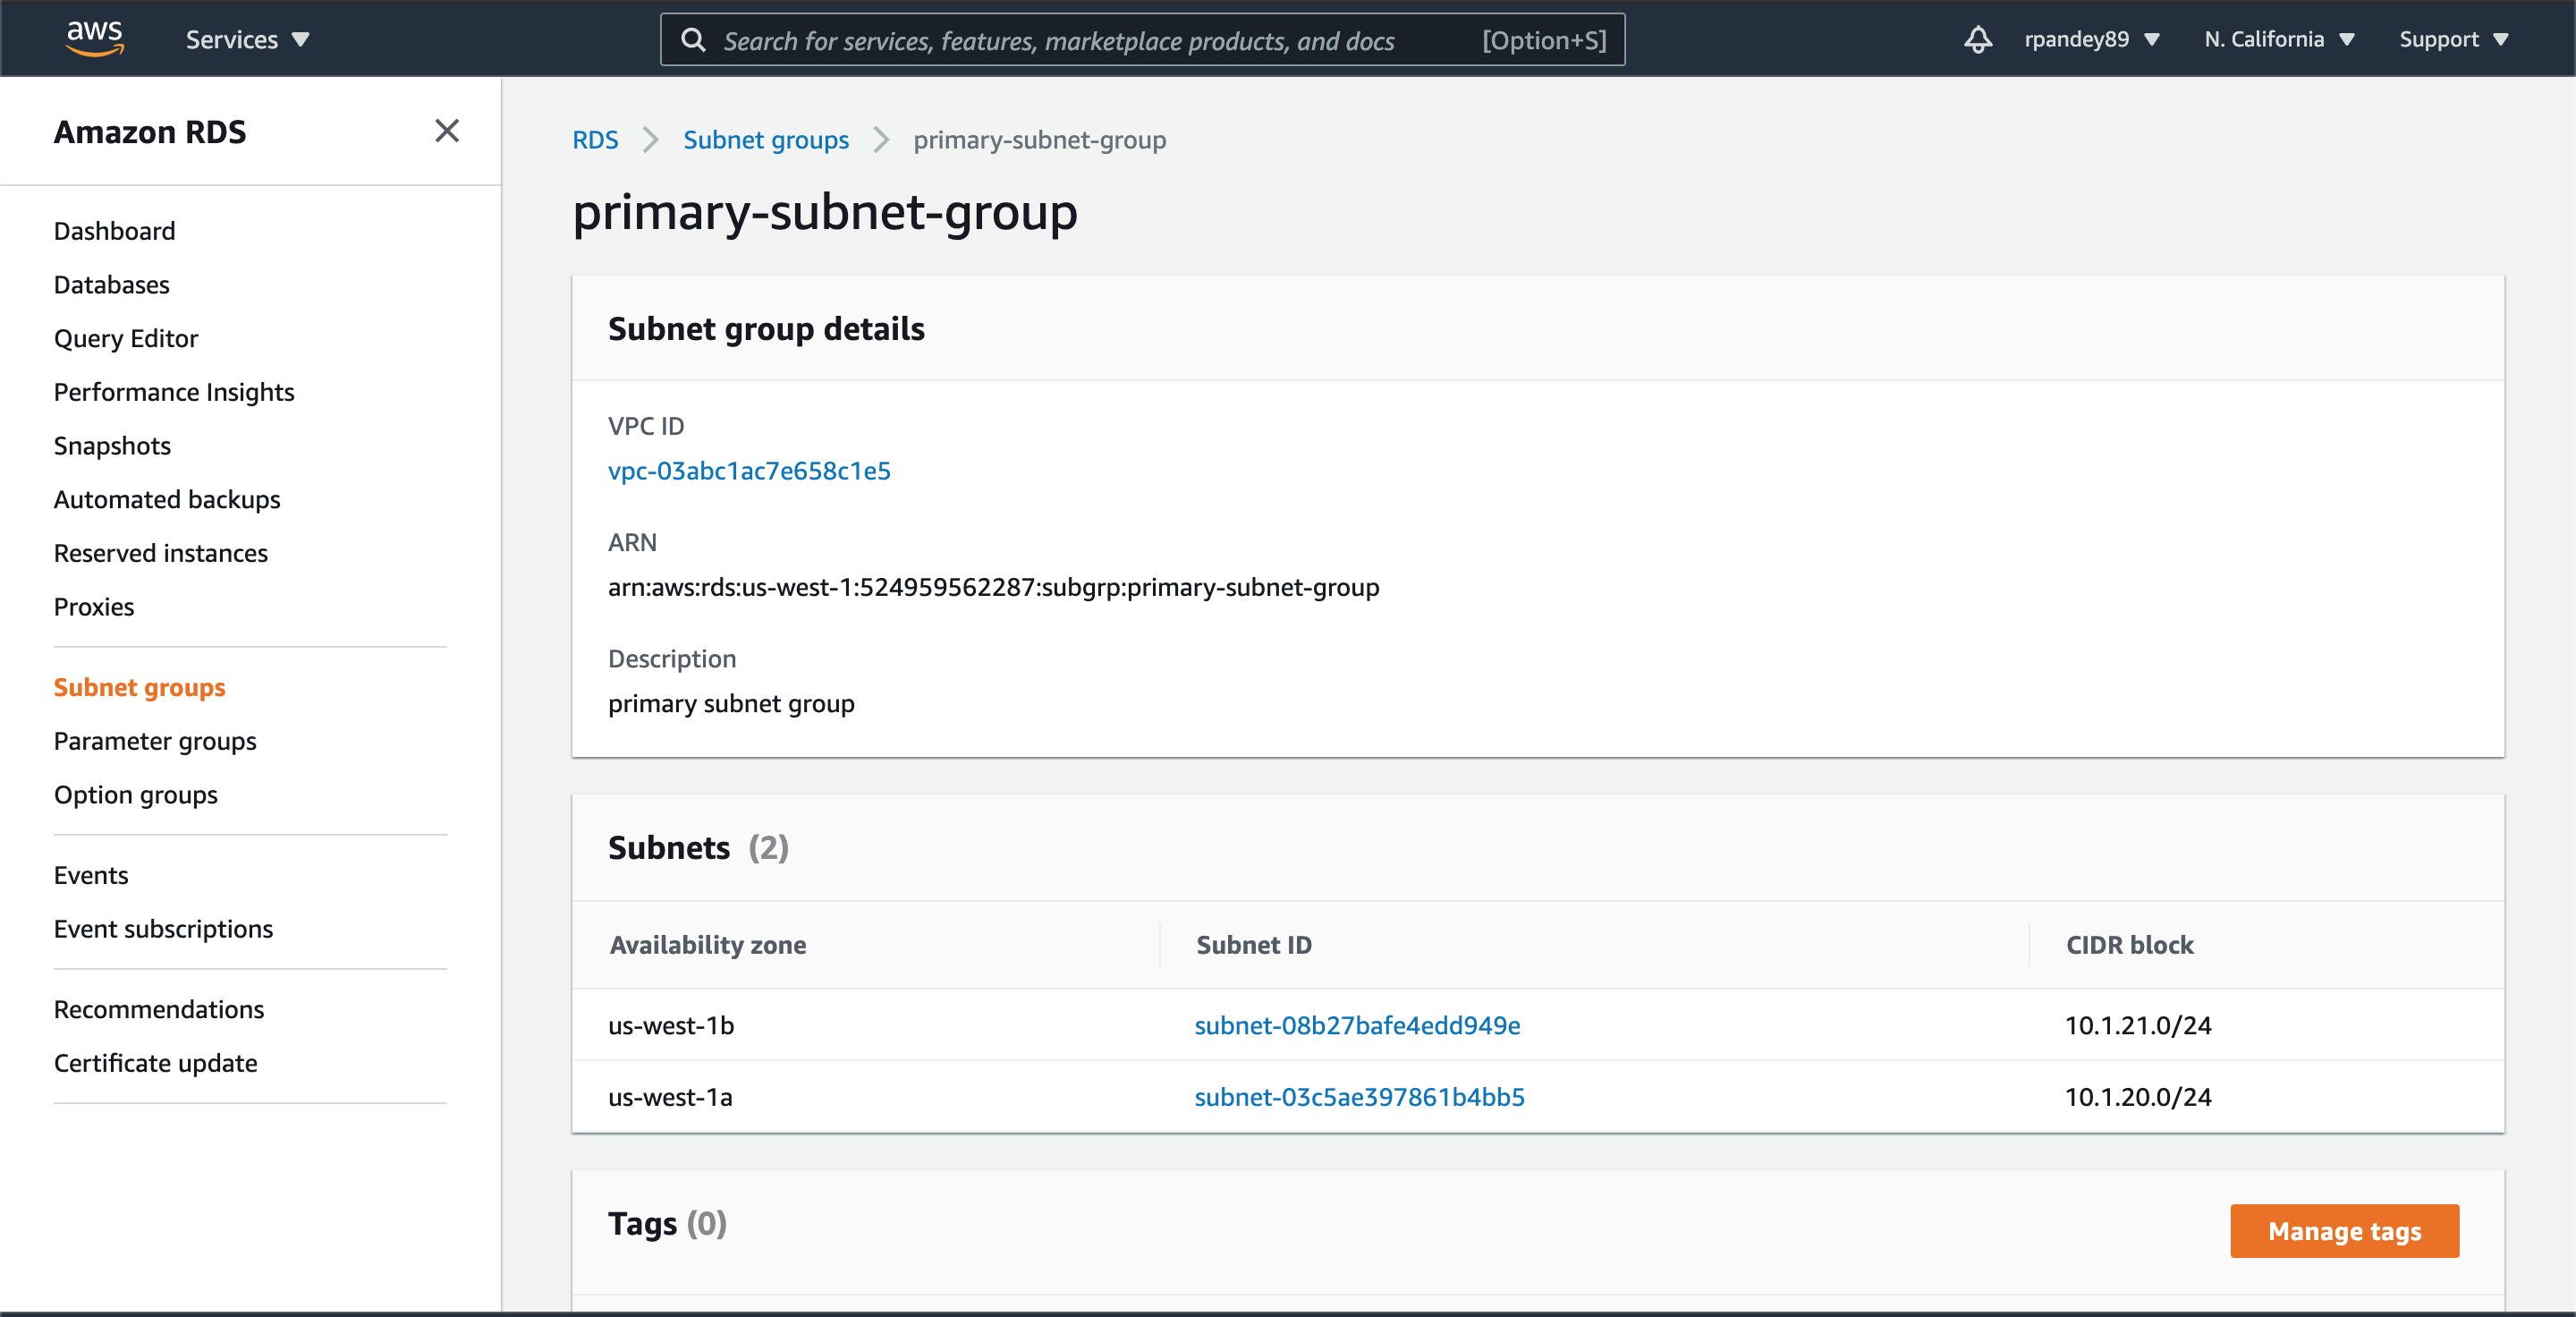 aws Services Search for services, features, marketplace products, and docs [Option+S] rpandey89 N. California Support
Amazon RDS
Dashboard
Databases
Query Editor
Performance Insights
Snapshots
Automated backups
Reserved instances
Proxies
Subnet groups
Parameter groups
Option groups
Events
Event subscriptions
Recommendations
Certificate update
RDS Subnet groups primary-subnet-group
primary-subnet-group
Subnet group details
VPC ID
vpc-03abc1ac7e658c1e5
ARN
arn:aws:rds:us-west-1:524959562287:subgrp:primary-subnet-group
Description
primary subnet group
Subnets (2)
Availability zone Subnet ID CIDR block
us-west-1b subnet-08b27bafe4edd949e 10.1.21.0/24
us-west-1a subnet-03c5ae397861b4bb5 10.1.20.0/24
Tags (0)
Manage tags